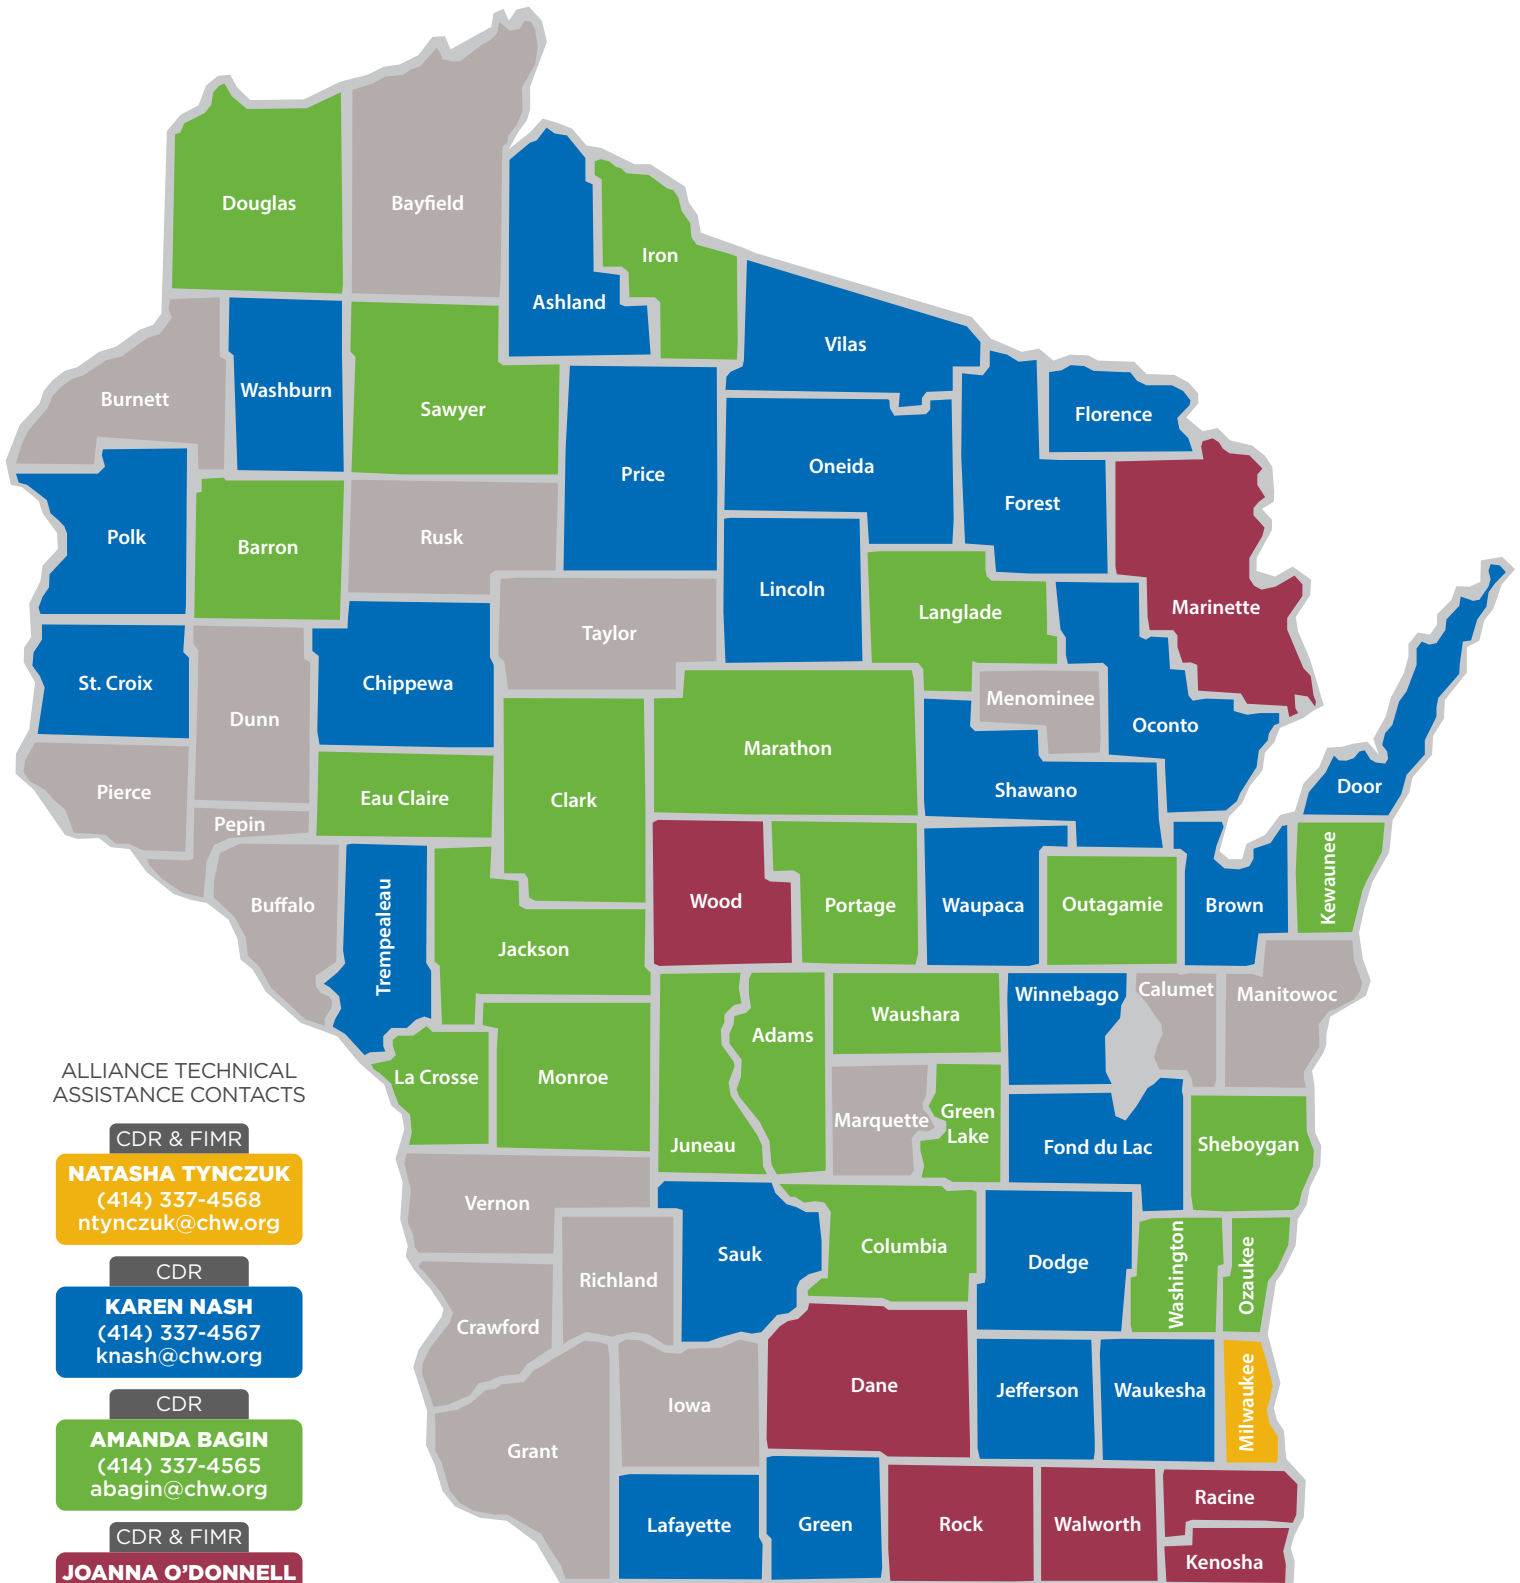 Douglas
Bayfield
Iron
Ashland
Vilas
Burnett
Washburn
Sawyer
Florence
Price
Oneida
Forest
Polk
Barron
Rusk
Lincoln
Langlade
Marinette
Taylor
St. Croix
Chippewa
Dunn
Menominee
Oconto
Marathon
Pierce
Eau Claire
Clark
Shawano
Door
Pepin
Buffalo
Trempealeau
Wood
Portage
Waupaca
Outagamie
Brown
Kewaunee
Jackson
Winnebago
Calumet
Manitowoc
Waushara
Adams
La Crosse
Monroe
Juneau
Marquette
Green
Lake
Fond du Lac
Sheboygan
Vernon
Sauk
Columbia
Dodge
Washington
Ozaukee
Richland
Crawford
Dane
Jefferson
Waukesha
Milwaukee
Iowa
Grant
Lafayette
Green
Rock
Walworth
Racine
Kenosha
ALLIANCE TECHNICAL
ASSISTANCE CONTACTS
CDR & FIMR
NATASHA TYNCZUK
(414) 337-4568
ntynczuk@chw.org
CDR
KAREN NASH
(414) 337-4567
knash@chw.org
CDR
AMANDA BAGIN
(414) 337-4565
abagin@chw.org
CDR & FIMR
JOANNA O’DONNELL